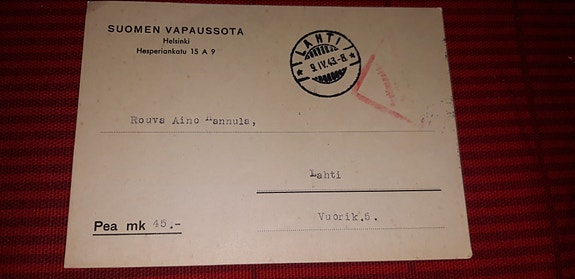 SUOMEN VAPAUSSOTA
Helsinki
Hesperiankatu 15 A 9
LAHTI
9. IV. 43.-8.
Rouva Aino Hannula,
Lahti
Vuorik.5.
Pea mk 45.-